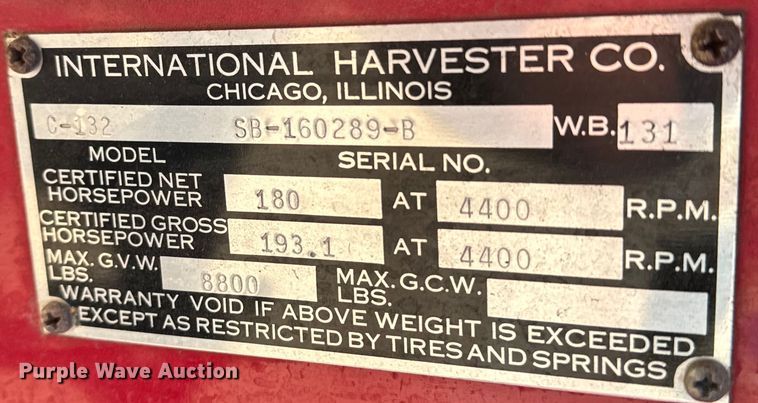 INTERNATIONAL HARVESTER CO.
CHICAGO, ILLINOIS
C-132 SB-160289-B W.B. 131
MODEL SERIAL NO.
CERTIFIED NET HORSEPOWER 180 AT 4400 R.P.M.
CERTIFIED GROSS HORSEPOWER 193.1 AT 4400 R.P.M.
MAX. G.V.W. LBS. 8800 MAX. G.C.W. LBS.
WARRANTY VOID IF ABOVE WEIGHT IS EXCEEDED
EXCEPT AS RESTRICTED BY TIRES AND SPRINGS
Purple Wave Auction